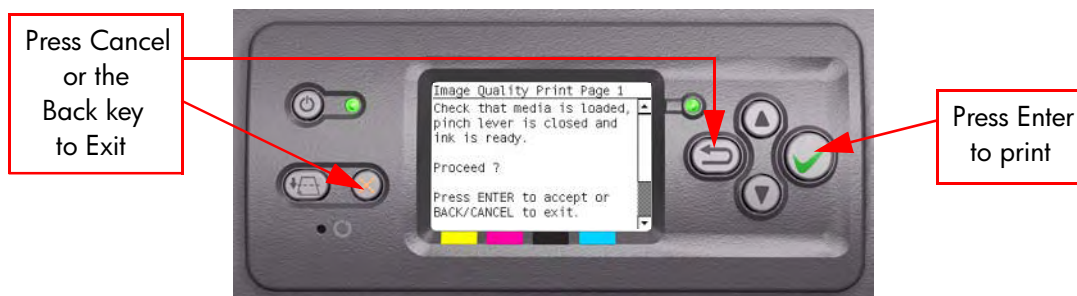 Press Cancel
or the
Back key
to Exit
Image Quality Print Page 1
Check that media is loaded,
pinch lever is closed and
ink is ready.
Proceed ?
Press ENTER to accept or
BACK/CANCEL to exit.
Press Enter
to print